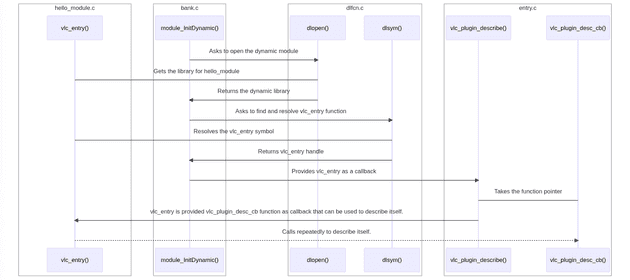 hello_module.c
bank.c
dlfcn.c
entry.c
vlc_entry()
module_InitDynamic()
dlopen()
dlsym()
vlc_plugin_describe()
vlc_plugin_desc_cb()
Asks to open the dynamic module
Gets the library for hello_module
Returns the dynamic library
Asks to find and resolve vlc_entry function
Resolves the vlc_entry symbol
Returns vlc_entry handle
Provides vlc_entry as a callback
Takes the function pointer
vlc_entry is provided vlc_plugin_desc_cb function as callback that can be used to describe itself.
Calls repeatedly to describe itself.
vlc_entry()
module_InitDynamic()
dlopen()
dlsym()
vlc_plugin_describe()
vlc_plugin_desc_cb()